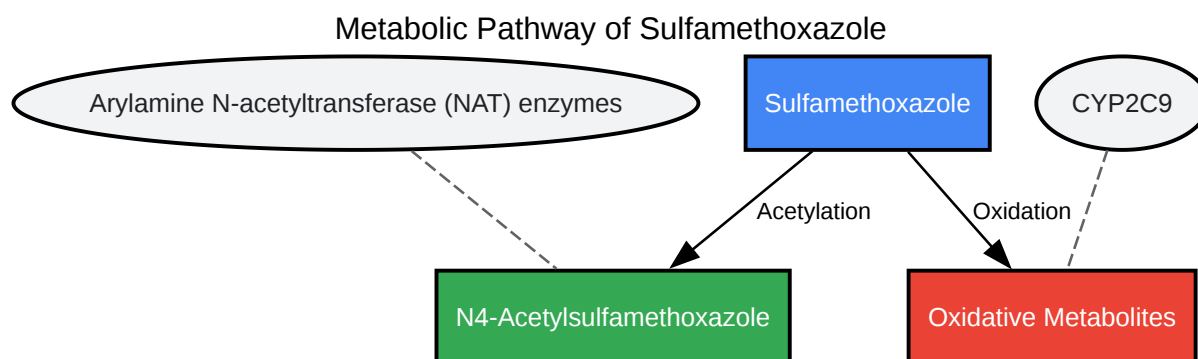 Metabolic Pathway of Sulfamethoxazole
Arylamine N-acetyltransferase (NAT) enzymes
Sulfamethoxazole
CYP2C9
Acetylation
Oxidation
N4-Acetylsulfamethoxazole
Oxidative Metabolites